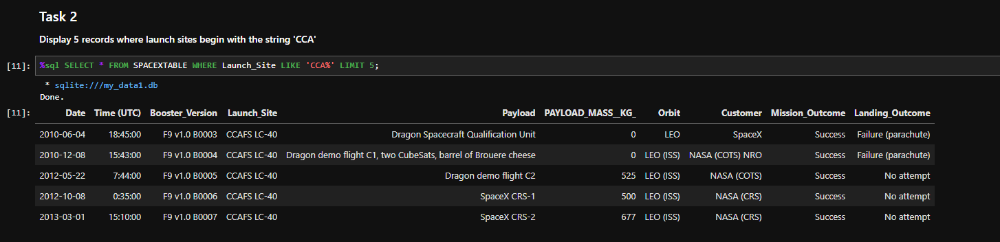 Task 2
Display 5 records where launch sites begin with the string 'CCA'
[11]: %sql SELECT * FROM SPACEXTABLE WHERE Launch_Site LIKE 'CCA%' LIMIT 5;
* sqlite:///my_data1.db
Done.
[11]: Date Time (UTC) Booster_Version Launch_Site Payload PAYLOAD_MASS__KG_ Orbit Customer Mission_Outcome Landing_Outcome
2010-06-04 18:45:00 F9 v1.0 B0003 CCAFS LC-40 Dragon Spacecraft Qualification Unit 0 LEO SpaceX Success Failure (parachute)
2010-12-08 15:43:00 F9 v1.0 B0004 CCAFS LC-40 Dragon demo flight C1, two CubeSats, barrel of Brouere cheese 0 LEO (ISS) NASA (COTS) NRO Success Failure (parachute)
2012-05-22 7:44:00 F9 v1.0 B0005 CCAFS LC-40 Dragon demo flight C2 525 LEO (ISS) NASA (COTS) Success No attempt
2012-10-08 0:35:00 F9 v1.0 B0006 CCAFS LC-40 SpaceX CRS-1 500 LEO (ISS) NASA (CRS) Success No attempt
2013-03-01 15:10:00 F9 v1.0 B0007 CCAFS LC-40 SpaceX CRS-2 677 LEO (ISS) NASA (CRS) Success No attempt